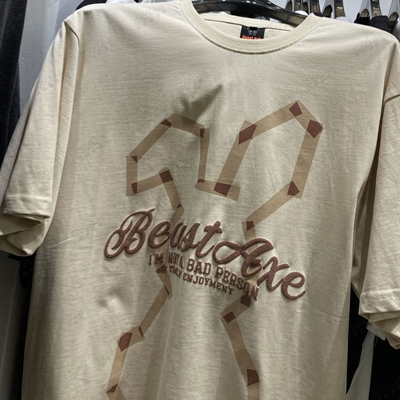 BeastAxe
I'M NOT A BAD PERSON
ENJOYMENT